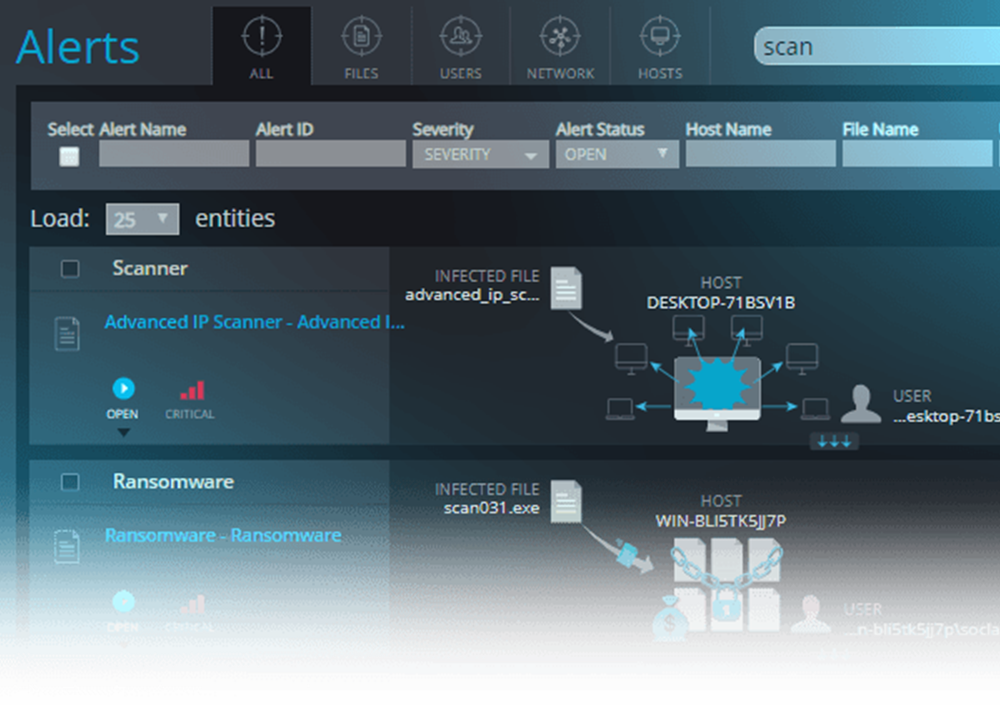 Alerts
ALL
FILES
USERS
NETWORK
HOSTS
scan
Select
Alert Name
Alert ID
Severity
Alert Status
Host Name
File Name
SEVERITY
OPEN
Load: 25 entities
Scanner
Advanced IP Scanner - Advanced I...
OPEN
CRITICAL
INFECTED FILE
advanced_ip_sc...
HOST
DESKTOP-71BSV1B
USER
...esktop-71bs
Ransomware
Ransomware - Ransomware
OPEN
CRITICAL
INFECTED FILE
scan031.exe
HOST
WIN-BLI5TK5JJ7P
$
USER
...n-bli5tk5jj7p\socla